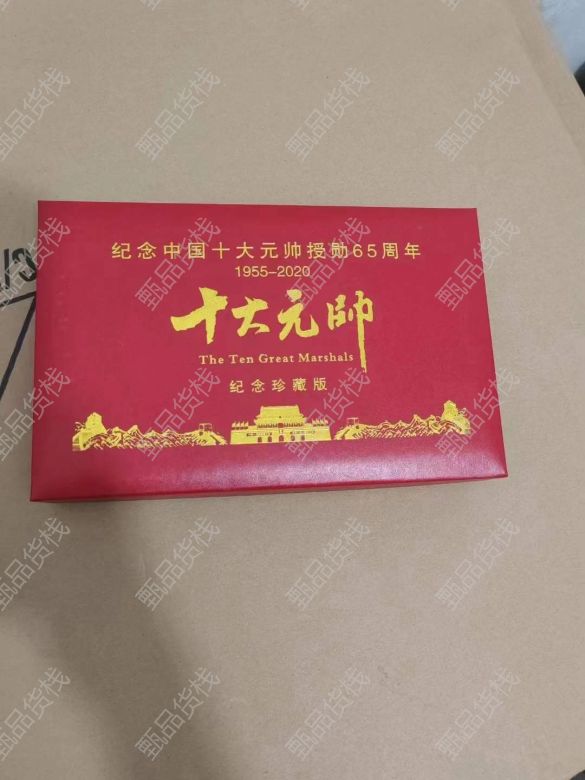 纪念中国十大元帅授勋65周年
1955-2020
十大元帥
The Ten Great Marshals
纪念珍藏版
甄品货栈